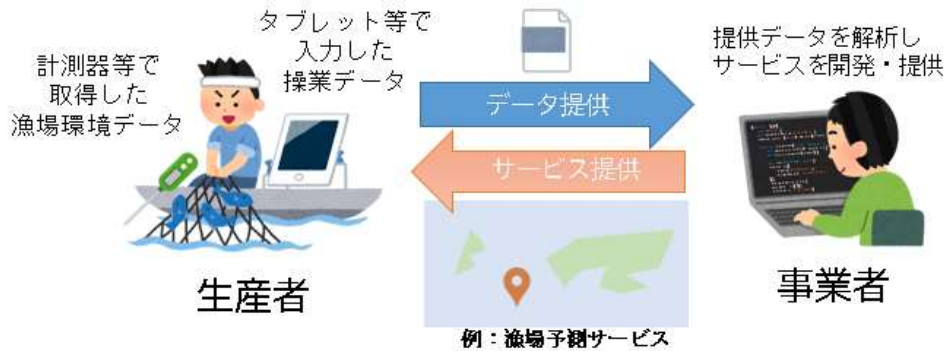 計測器等で
取得した
漁場環境データ
タブレット等で
入力した
操業データ
データ提供
サービス提供
提供データを解析し
サービスを開発・提供
生産者
事業者
例：漁場予測サービス